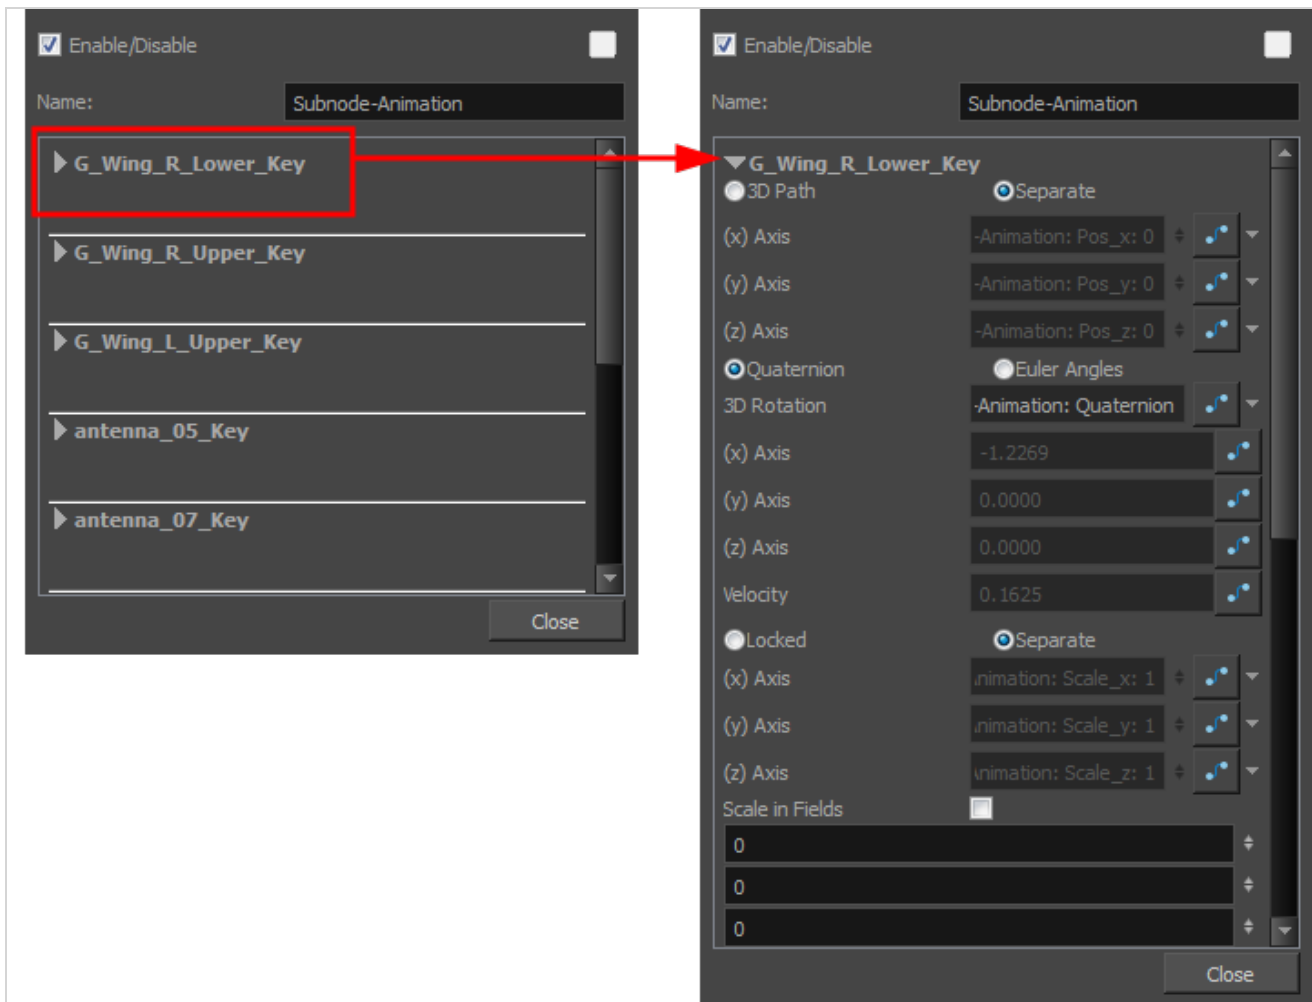 Enable/Disable
Name: Subnode-Animation
G_Wing_R_Lower_Key
G_Wing_R_Upper_Key
G_Wing_L_Upper_Key
antenna_05_Key
antenna_07_Key
Close
Enable/Disable
Name: Subnode-Animation
G_Wing_R_Lower_Key
3D Path Separate
(x) Axis -Animation: Pos_x: 0
(y) Axis -Animation: Pos_y: 0
(z) Axis -Animation: Pos_z: 0
Quaternion Euler Angles
3D Rotation -Animation: Quaternion
(x) Axis -1.2269
(y) Axis 0.0000
(z) Axis 0.0000
Velocity 0.1625
Locked Separate
(x) Axis nimation: Scale_x: 1
(y) Axis nimation: Scale_y: 1
(z) Axis nimation: Scale_z: 1
Scale in Fields
0
0
0
Close